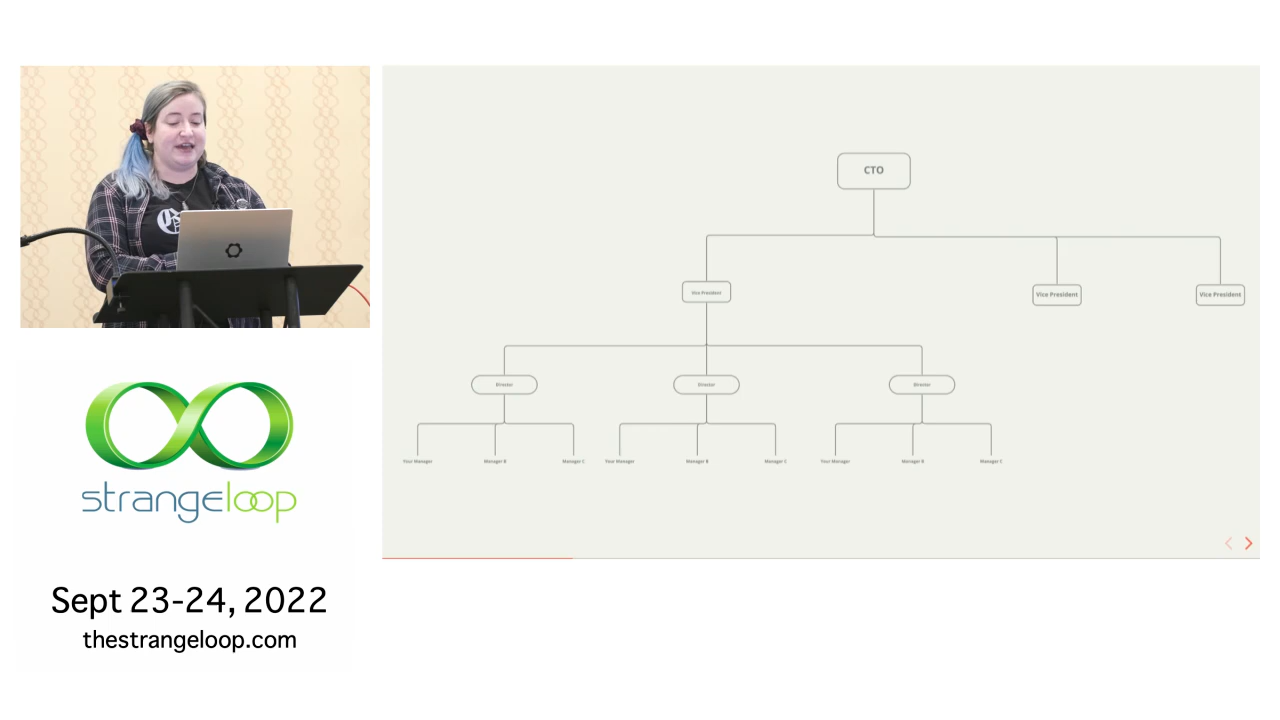 CTO
Vice President
Vice President
Vice President
Director
Director
Director
Your Manager
Manager B
Manager C
Your Manager
Manager B
Manager C
Your Manager
Manager B
Manager C
strangeloop
Sept 23-24, 2022
thestrangeloop.com